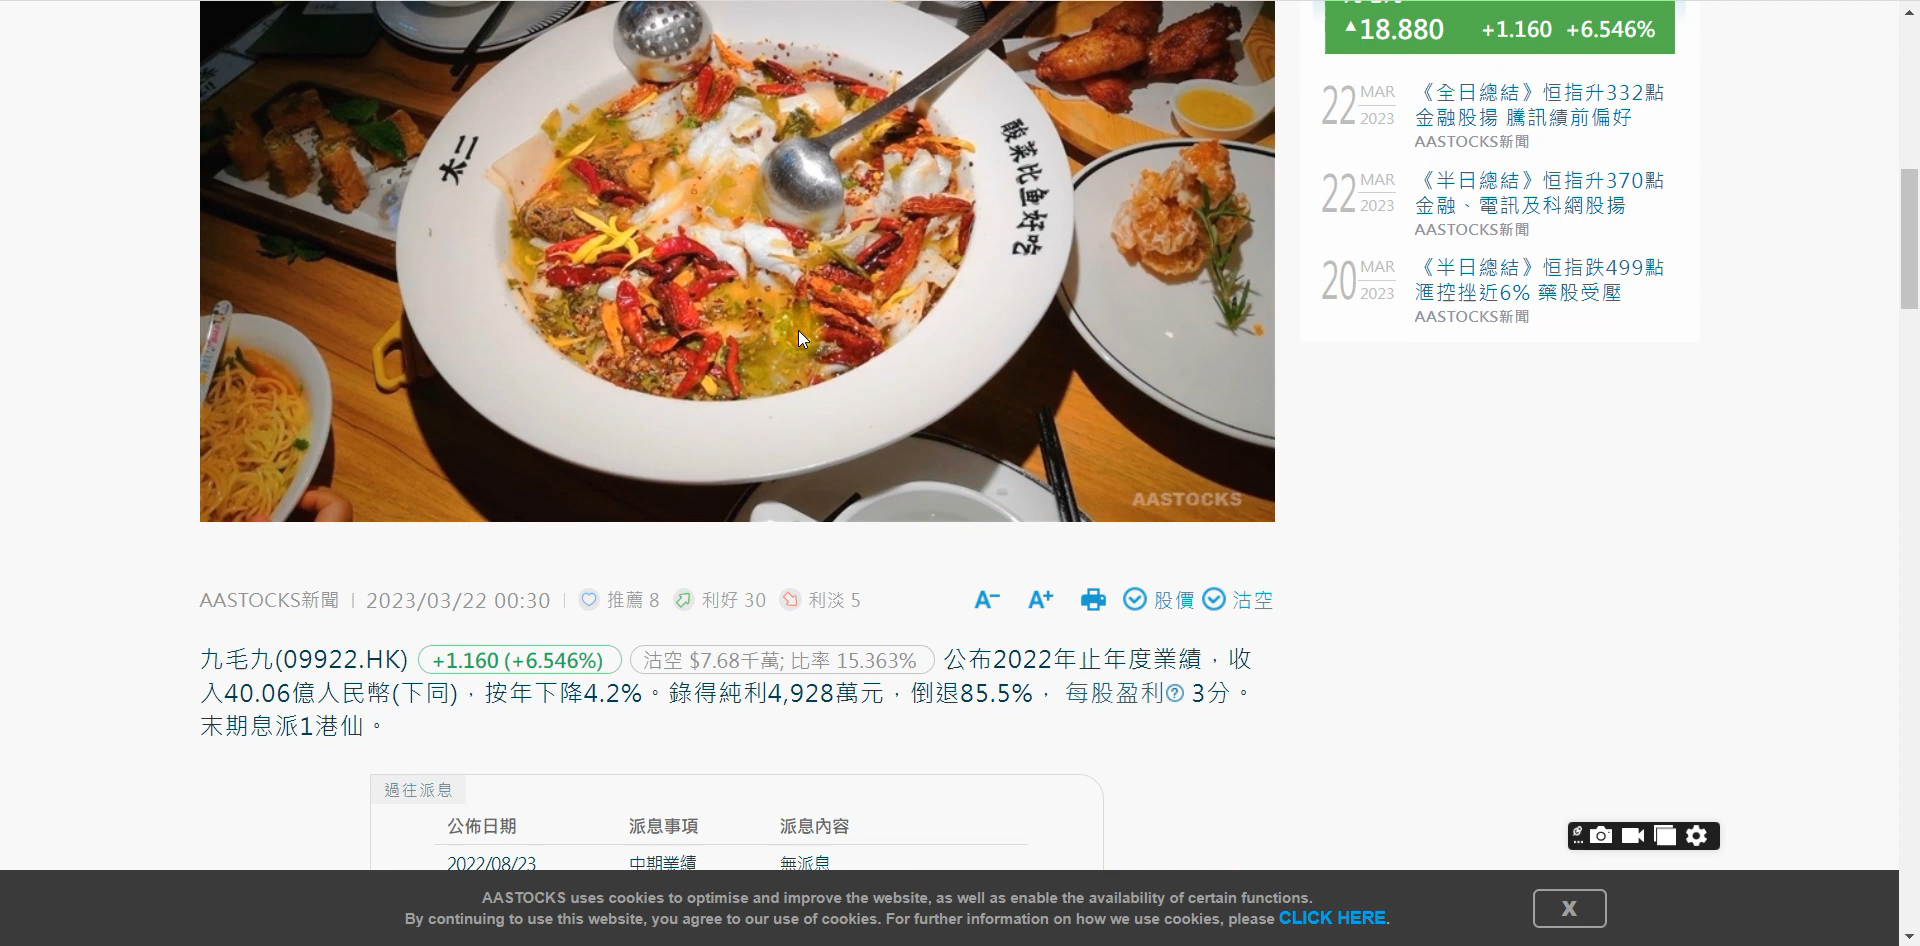 太二
酸菜比鱼好吃
AASTOCKS
18.880 +1.160 +6.546%
22 MAR 2023
《全日總結》恒指升332點
金融股揚 騰訊績前偏好
AASTOCKS新聞
22 MAR 2023
《半日總結》恒指升370點
金融、電訊及科網股揚
AASTOCKS新聞
20 MAR 2023
《半日總結》恒指跌499點
滙控挫近6% 藥股受壓
AASTOCKS新聞
AASTOCKS新聞 | 2023/03/22 00:30 | 推薦 8 利好 30 利淡 5
A− A+ 股價 沽空
九毛九(09922.HK) +1.160 (+6.546%) 沽空 $7.68千萬; 比率 15.363% 公布2022年止年度業績，收
入40.06億人民幣(下同)，按年下降4.2%。錄得純利4,928萬元，倒退85.5%， 每股盈利? 3分。
末期息派1港仙。
過往派息
公佈日期 派息事項 派息內容
2022/08/23 中期業績 無派息
AASTOCKS uses cookies to optimise and improve the website, as well as enable the availability of certain functions.
By continuing to use this website, you agree to our use of cookies. For further information on how we use cookies, please CLICK HERE.
X